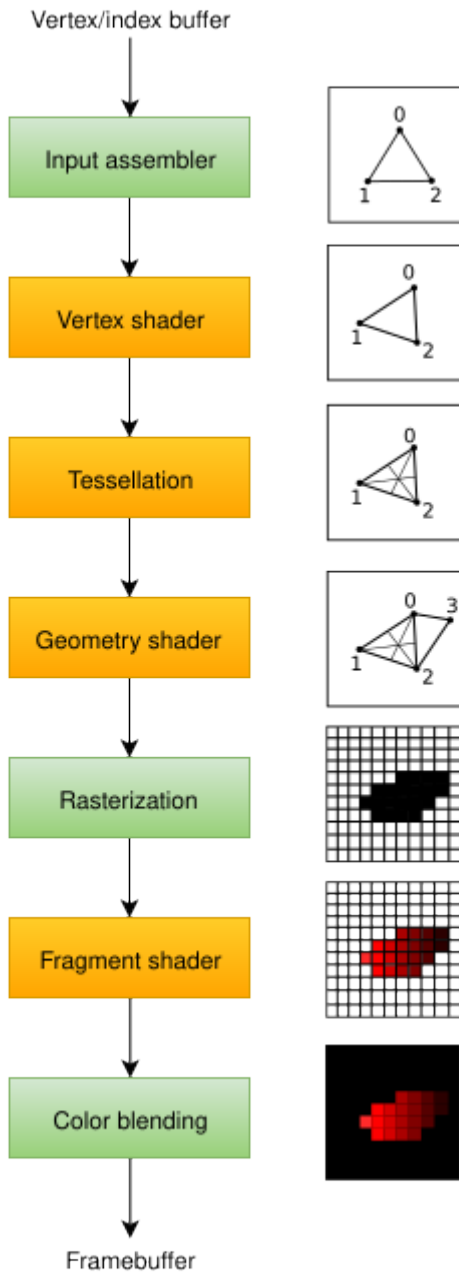 Vertex/index buffer
Input assembler
0
1 2
Vertex shader
0
1
2
Tessellation
0
1
2
Geometry shader
0 3
1
2
Rasterization
Fragment shader
Color blending
Framebuffer